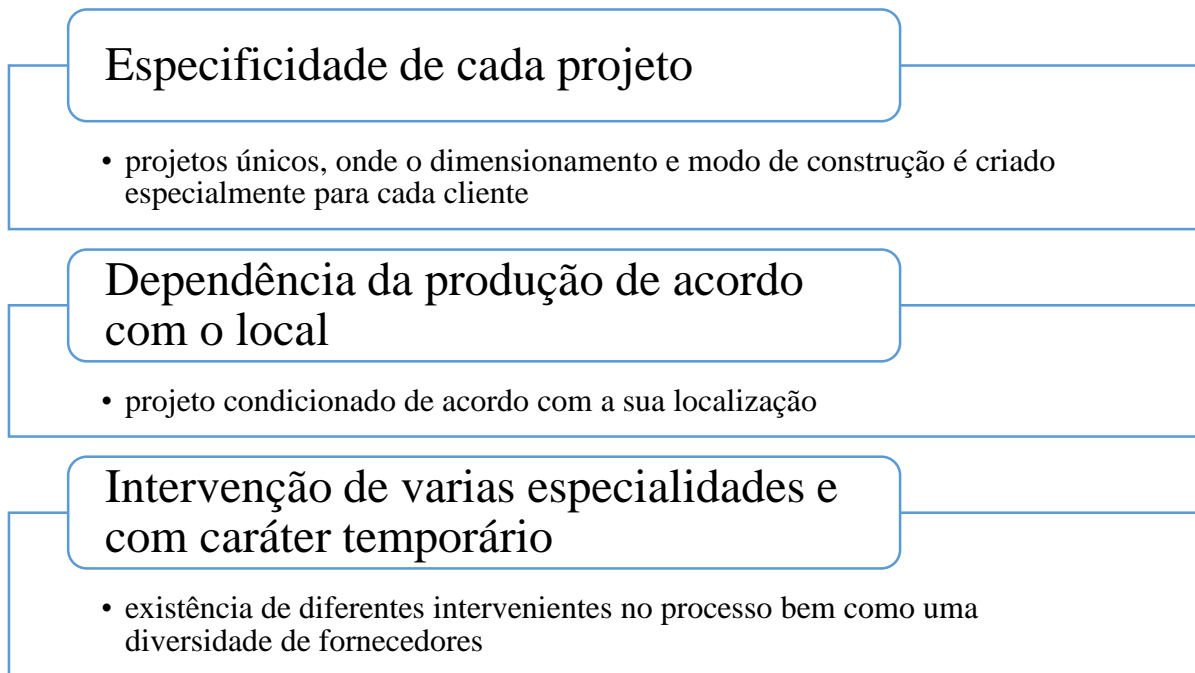 Especificidade de cada projeto
• projetos únicos, onde o dimensionamento e modo de construção é criado
especialmente para cada cliente
Dependência da produção de acordo
com o local
• projeto condicionado de acordo com a sua localização
Intervenção de varias especialidades e
com caráter temporário
• existência de diferentes intervenientes no processo bem como uma
diversidade de fornecedores